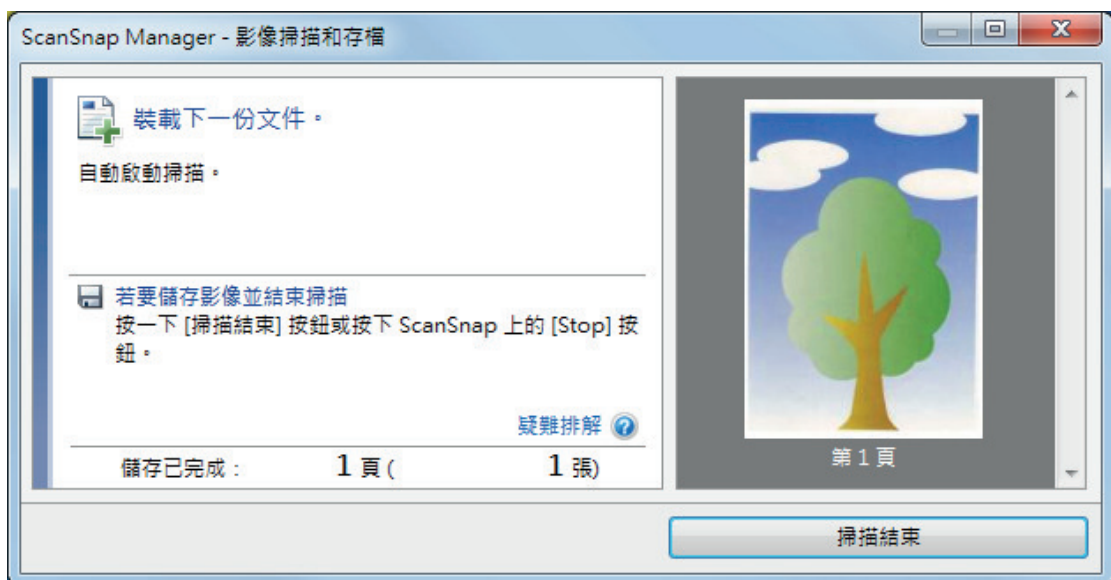 ScanSnap Manager - 影像掃描和存檔
裝載下一份文件。
自動啟動掃描。
若要儲存影像並結束掃描
按一下 [掃描結束] 按鈕或按下 ScanSnap 上的 [Stop] 按
鈕。
疑難排解
儲存已完成： 1 頁 ( 1 張)
第 1 頁
掃描結束